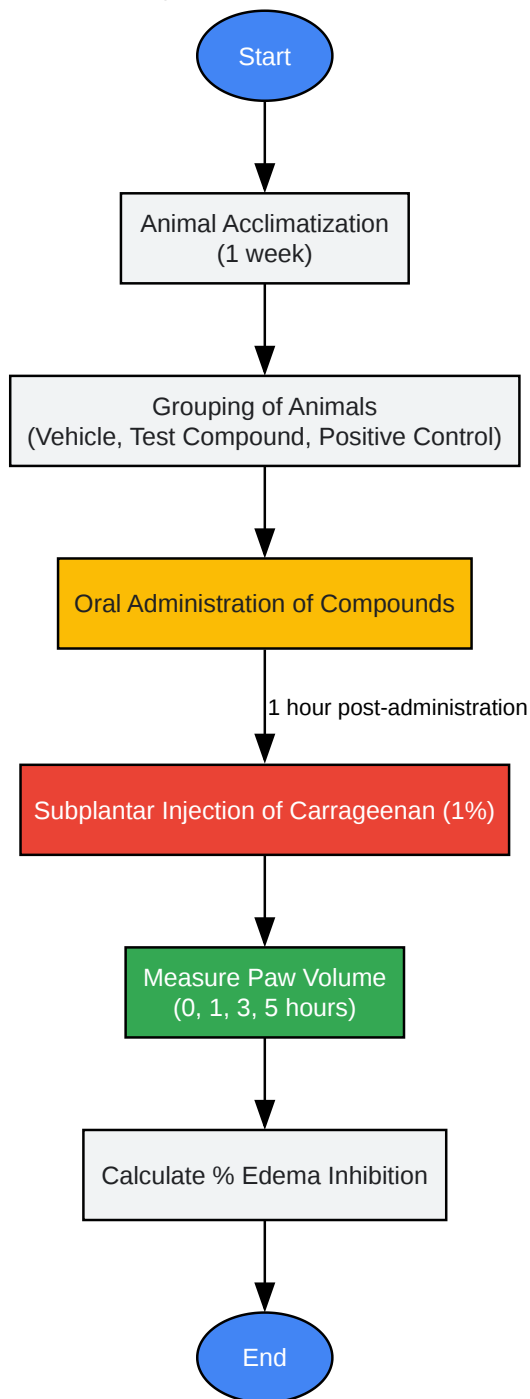 Start
Animal Acclimatization
(1 week)
Grouping of Animals
(Vehicle, Test Compound, Positive Control)
Oral Administration of Compounds
1 hour post-administration
Subplantar Injection of Carrageenan (1%)
Measure Paw Volume
(0, 1, 3, 5 hours)
Calculate % Edema Inhibition
End